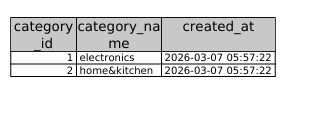 category_id category_name created_at
1 electronics 2026-03-07 05:57:22
2 home&kitchen 2026-03-07 05:57:22